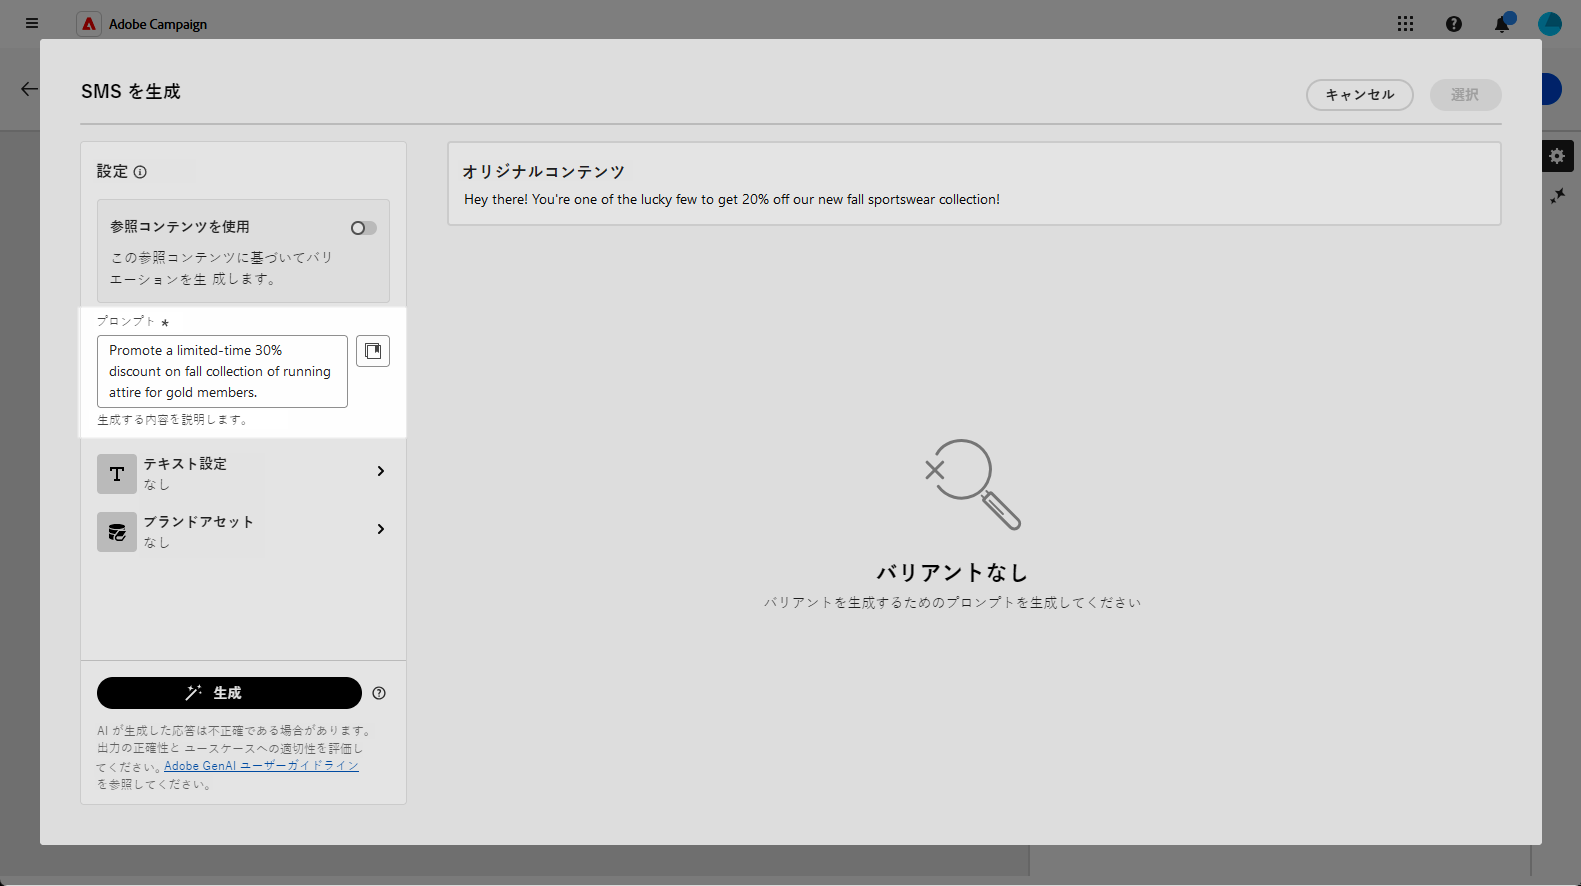 Adobe Campaign
SMS を生成
キャンセル
選択
設定
参照コンテンツを使用
この参照コンテンツに基づいてバリ
エーションを生 成します。
プロンプト *
Promote a limited-time 30%
discount on fall collection of running
attire for gold members.
生成する内容を説明します。
テキスト設定
なし
ブランドアセット
なし
生成
AI が生成した応答は不正確である場合があります。
出力の正確性と ユースケースへの適切性を評価し
てください。Adobe GenAI ユーザーガイドライン
を参照してください。
オリジナルコンテンツ
Hey there! You're one of the lucky few to get 20% off our new fall sportswear collection!
バリアントなし
バリアントを生成するためのプロンプトを生成してください